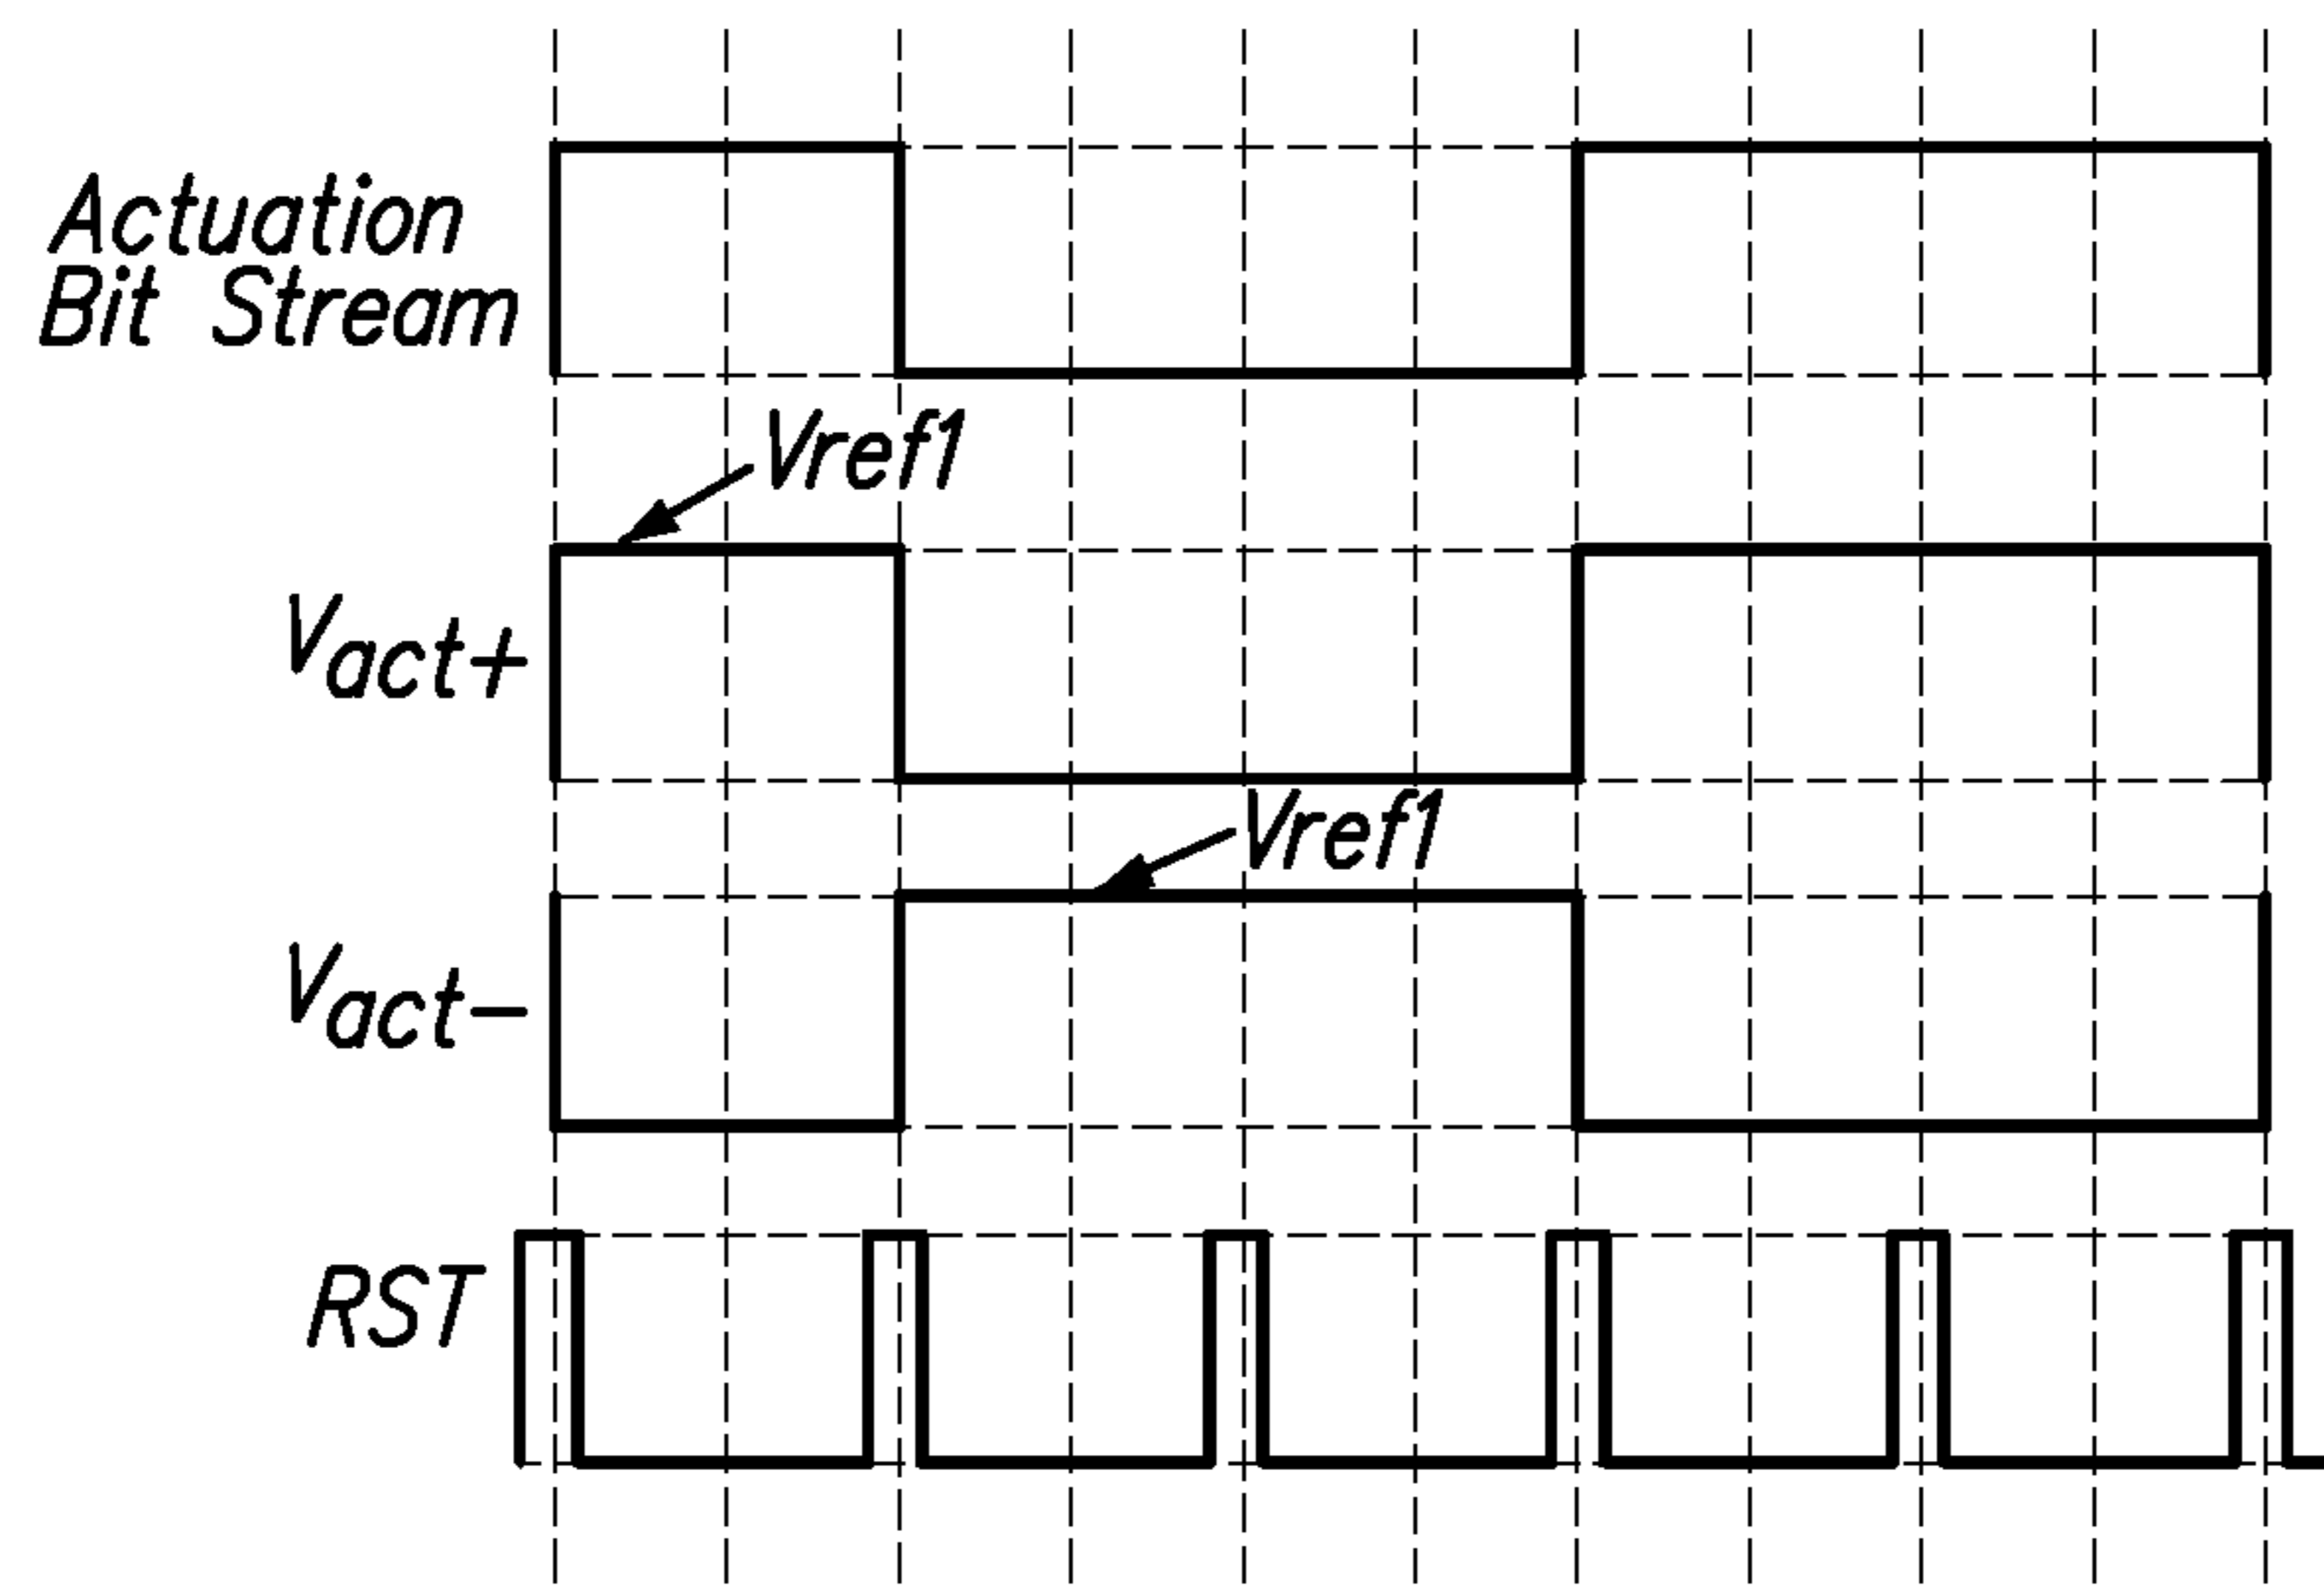 Actuation
Bit Stream
Vref1
Vact+
Vref1
Vact-
RST